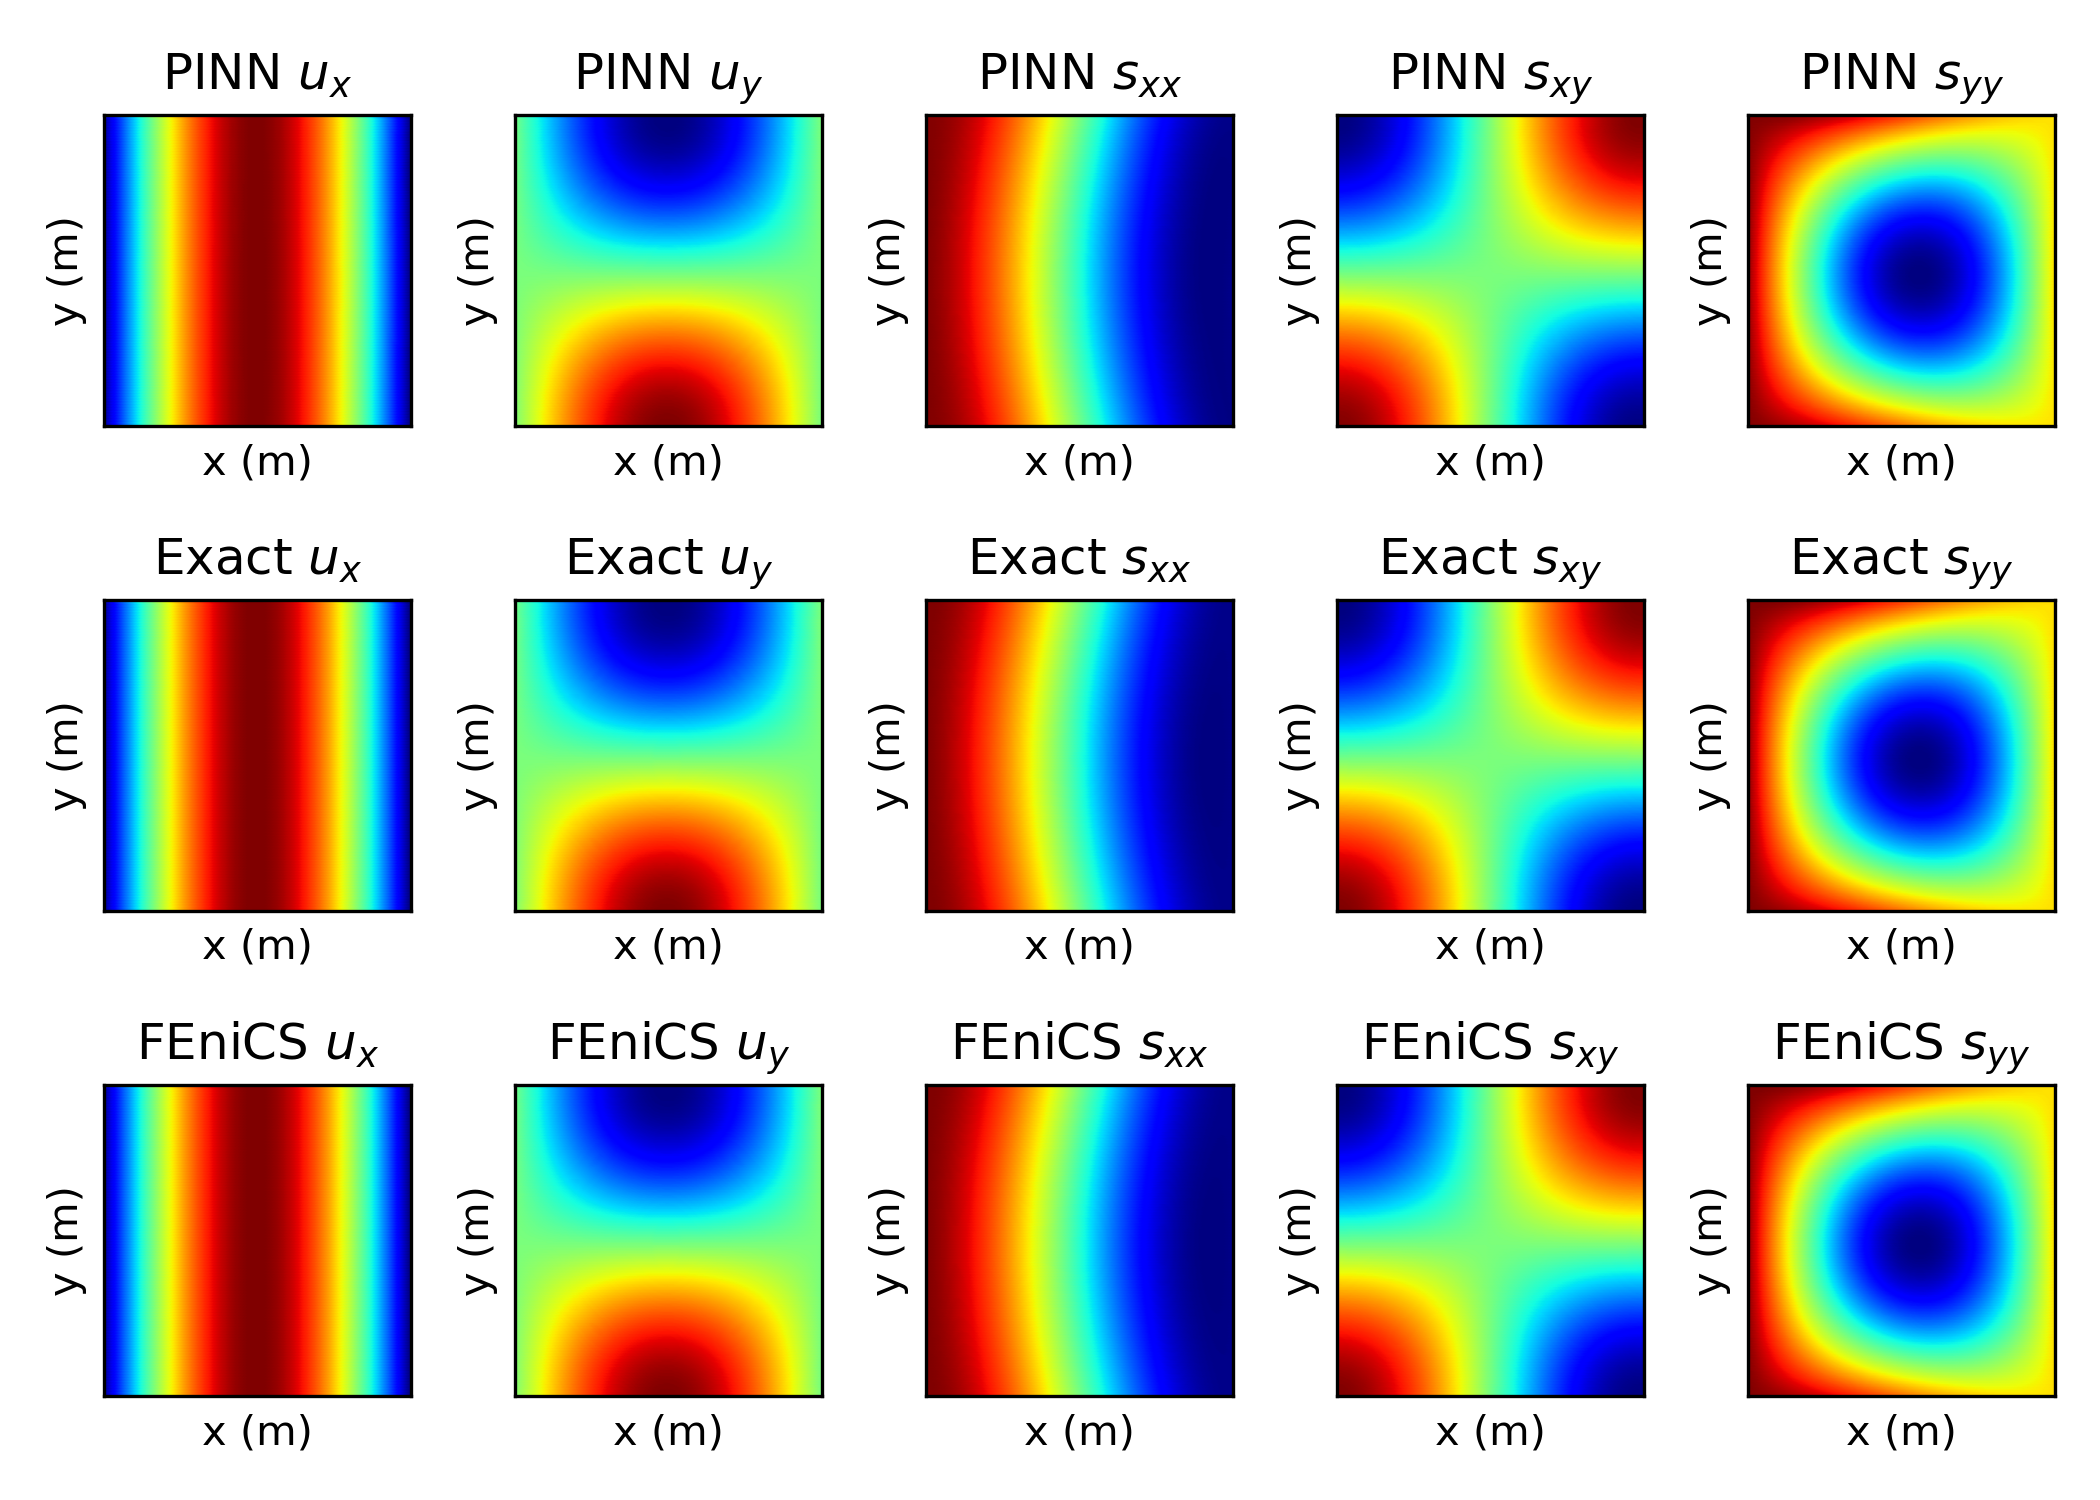 PINN u_x
PINN u_y
PINN s_xx
PINN s_xy
PINN s_yy
y (m)
y (m)
y (m)
y (m)
y (m)
x (m)
x (m)
x (m)
x (m)
x (m)
Exact u_x
Exact u_y
Exact s_xx
Exact s_xy
Exact s_yy
y (m)
y (m)
y (m)
y (m)
y (m)
x (m)
x (m)
x (m)
x (m)
x (m)
FEniCS u_x
FEniCS u_y
FEniCS s_xx
FEniCS s_xy
FEniCS s_yy
y (m)
y (m)
y (m)
y (m)
y (m)
x (m)
x (m)
x (m)
x (m)
x (m)